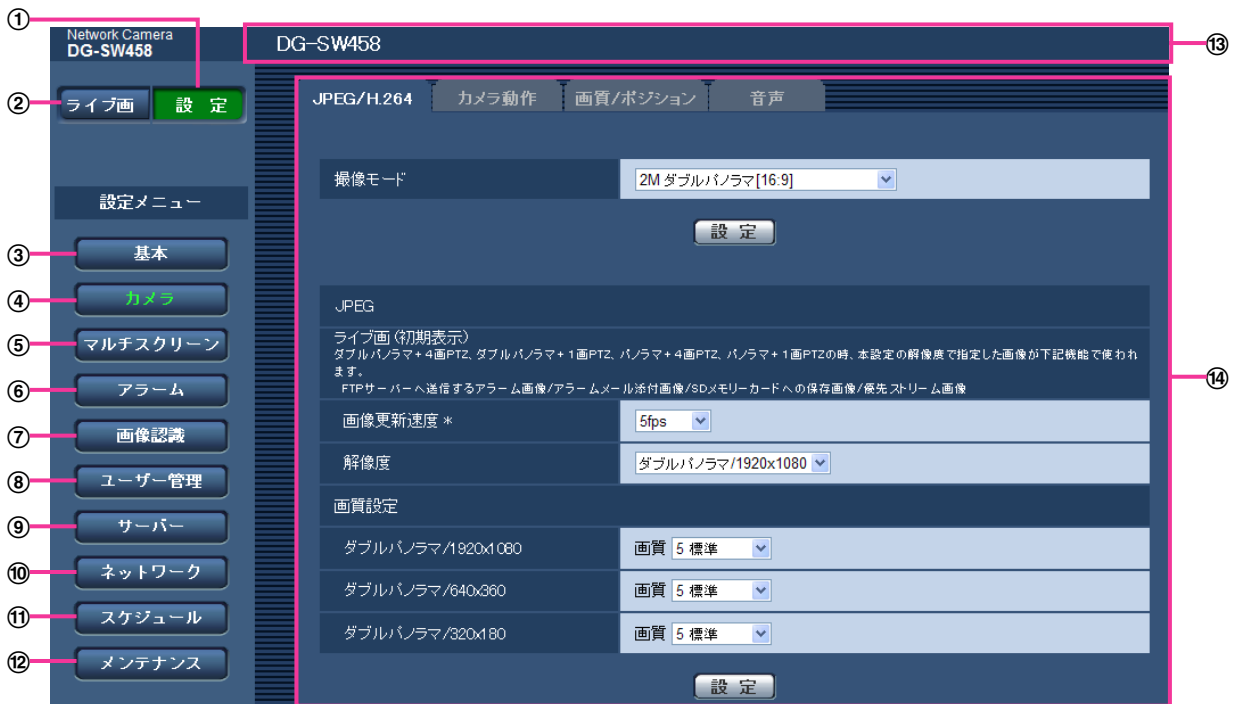 ①
Network Camera
DG-SW458
DG-SW458
⑬
② ライブ画 設 定
JPEG/H.264 カメラ動作 画質/ポジション 音声
撮像モード 2M ダブルパノラマ[16:9]
設 定
設定メニュー
③ 基本
④ カメラ
⑤ マルチスクリーン
⑥ アラーム
⑦ 画像認識
⑧ ユーザー管理
⑨ サーバー
⑩ ネットワーク
⑪ スケジュール
⑫ メンテナンス
JPEG
ライブ画(初期表示)
ダブルパノラマ+4画PTZ、ダブルパノラマ+1画PTZ、パノラマ+4画PTZ、パノラマ+1画PTZの時、本設定の解像度で指定した画像が下記機能で使われ
ます。
FTPサーバーへ送信するアラーム画像/アラームメール添付画像/SDメモリーカードへの保存画像/優先ストリーム画像
⑭
画像更新速度 * 5fps
解像度 ダブルパノラマ/1920x1080
画質設定
ダブルパノラマ/1920x1080 画質 5 標準
ダブルパノラマ/640x360 画質 5 標準
ダブルパノラマ/320x180 画質 5 標準
設 定